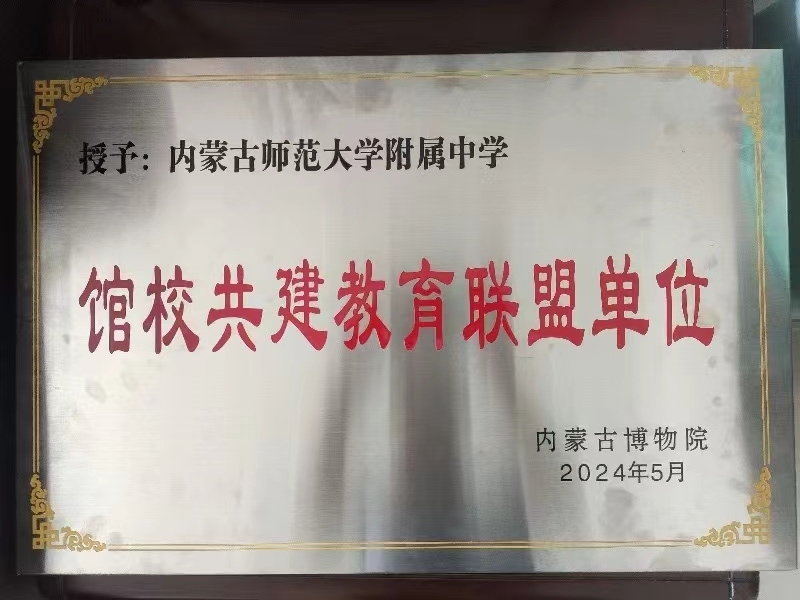 授予：内蒙古师范大学附属中学
馆校共建教育联盟单位
内蒙古博物院
2024年5月